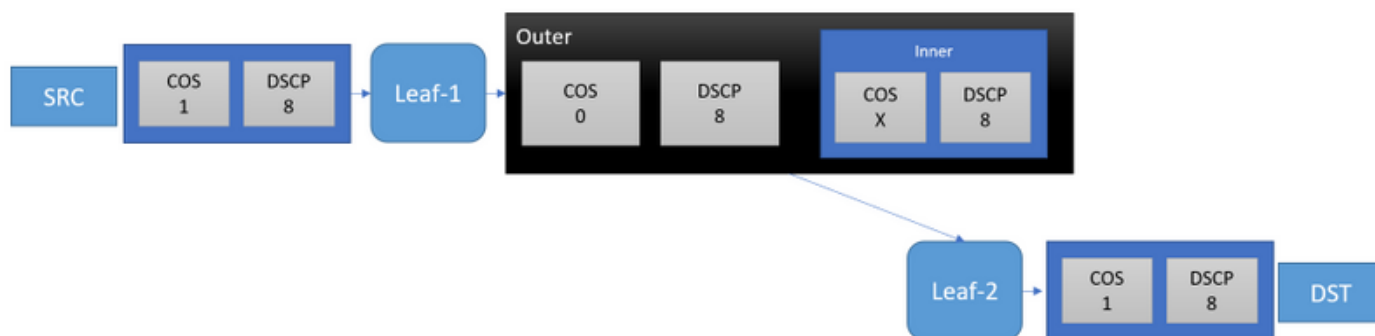 SRC
COS
1
DSCP
8
Leaf-1
Outer
COS
0
DSCP
8
Inner
COS
X
DSCP
8
Leaf-2
COS
1
DSCP
8
DST